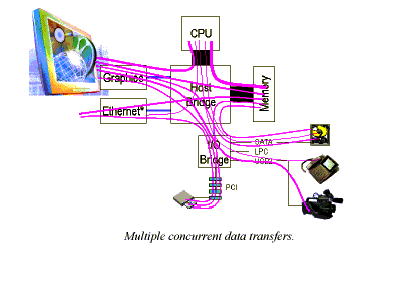 CPU
Graphics
Host
Bridge
Memory
Ethernet*
SATA
I/O
LPC
Bridge
USB2
PCI
Multiple concurrent data transfers.